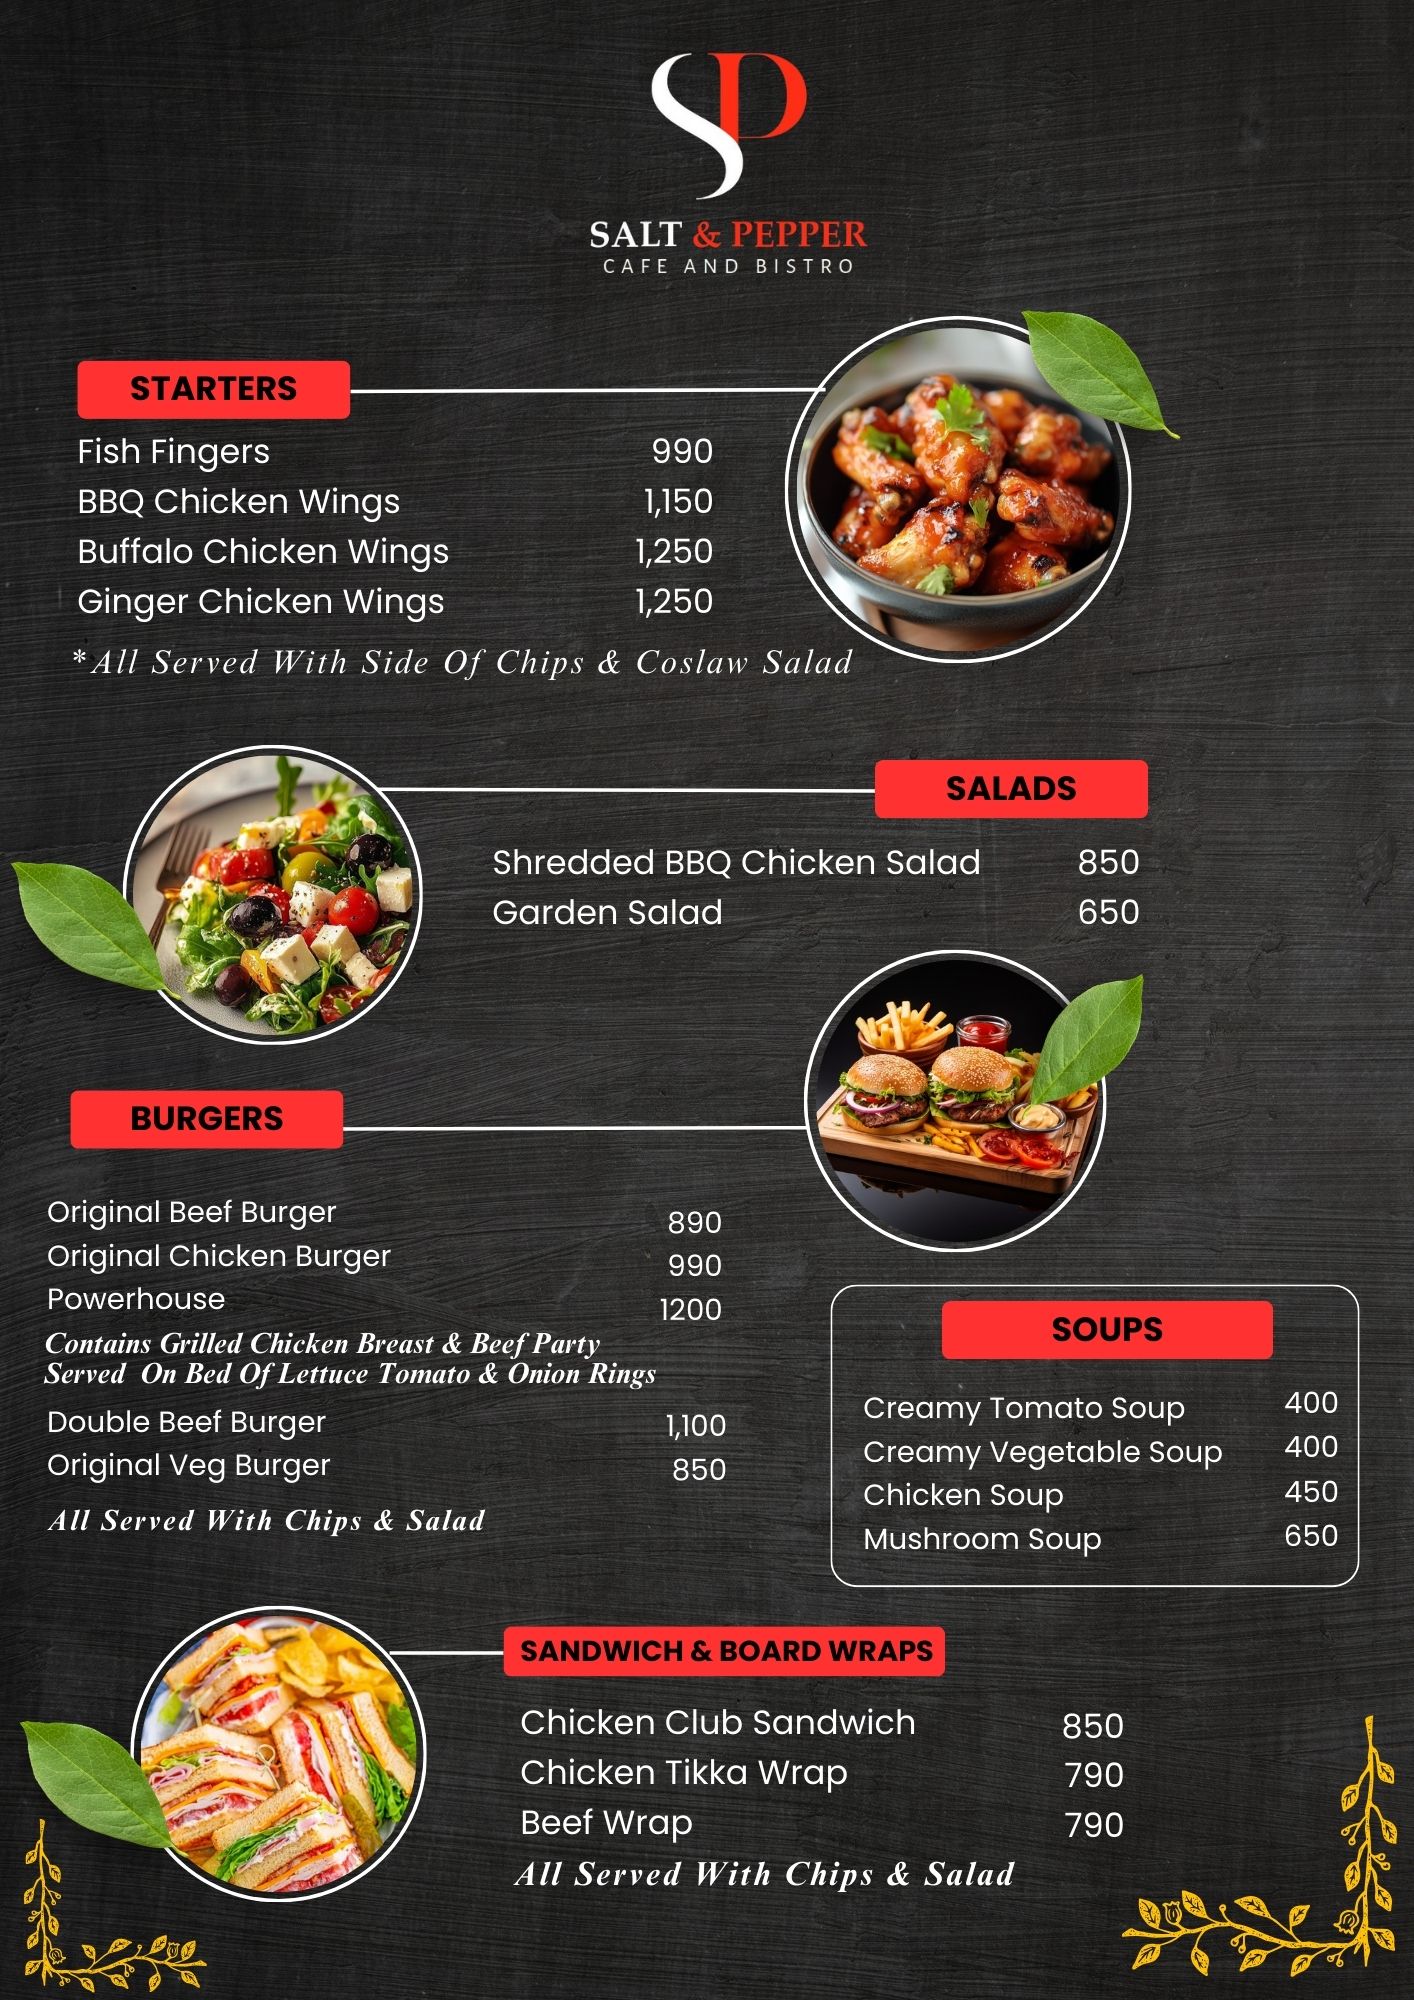 SP
SALT & PEPPER
CAFE AND BISTRO
STARTERS
Fish Fingers 990
BBQ Chicken Wings 1,150
Buffalo Chicken Wings 1,250
Ginger Chicken Wings 1,250
*All Served With Side Of Chips & Coslaw Salad
SALADS
Shredded BBQ Chicken Salad 850
Garden Salad 650
BURGERS
Original Beef Burger 890
Original Chicken Burger 990
Powerhouse 1200
Contains Grilled Chicken Breast & Beef Party
Served On Bed Of Lettuce Tomato & Onion Rings
Double Beef Burger 1,100
Original Veg Burger 850
All Served With Chips & Salad
SOUPS
Creamy Tomato Soup 400
Creamy Vegetable Soup 400
Chicken Soup 450
Mushroom Soup 650
SANDWICH & BOARD WRAPS
Chicken Club Sandwich 850
Chicken Tikka Wrap 790
Beef Wrap 790
All Served With Chips & Salad